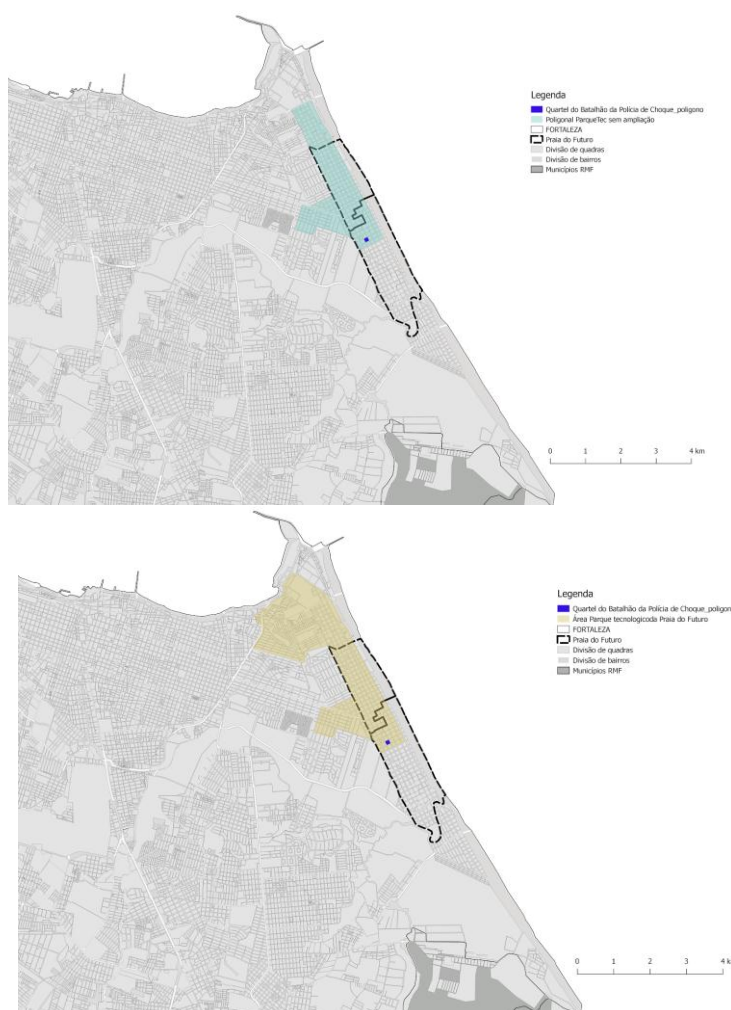 Legenda
Quartel do Batalhão da Polícia de Choque_poligono
Poligonal ParqueTec sem ampliação
FORTALEZA
Praia do Futuro
Divisão de quadras
Divisão de bairros
Municípios RMF
0 1 2 3 4 km
Legenda
Quartel do Batalhão da Polícia de Choque_poligon
Área Parque tecnologicoda Praia do Futuro
FORTALEZA
Praia do Futuro
Divisão de quadras
Divisão de bairros
Municípios RMF
0 1 2 3 4 k